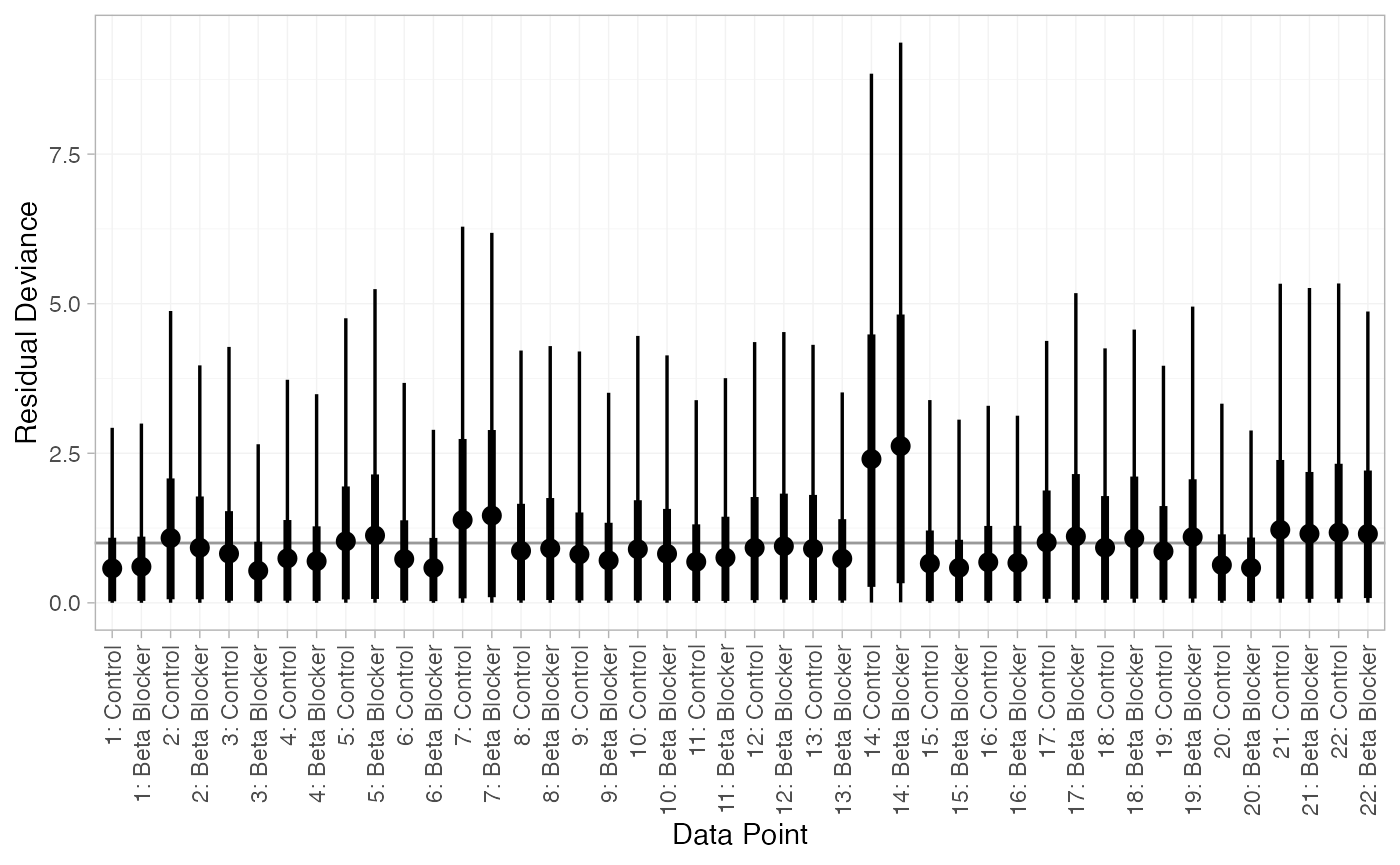 Residual Deviance
7.5
5.0
2.5
0.0
1: Control
1: Beta Blocker
2: Control
2: Beta Blocker
3: Control
3: Beta Blocker
4: Control
4: Beta Blocker
5: Control
5: Beta Blocker
6: Control
6: Beta Blocker
7: Control
7: Beta Blocker
8: Control
8: Beta Blocker
9: Control
9: Beta Blocker
10: Control
10: Beta Blocker
11: Control
11: Beta Blocker
12: Control
12: Beta Blocker
13: Control
13: Beta Blocker
14: Control
14: Beta Blocker
15: Control
15: Beta Blocker
16: Control
16: Beta Blocker
17: Control
17: Beta Blocker
18: Control
18: Beta Blocker
19: Control
19: Beta Blocker
20: Control
20: Beta Blocker
21: Control
21: Beta Blocker
22: Control
22: Beta Blocker
Data Point